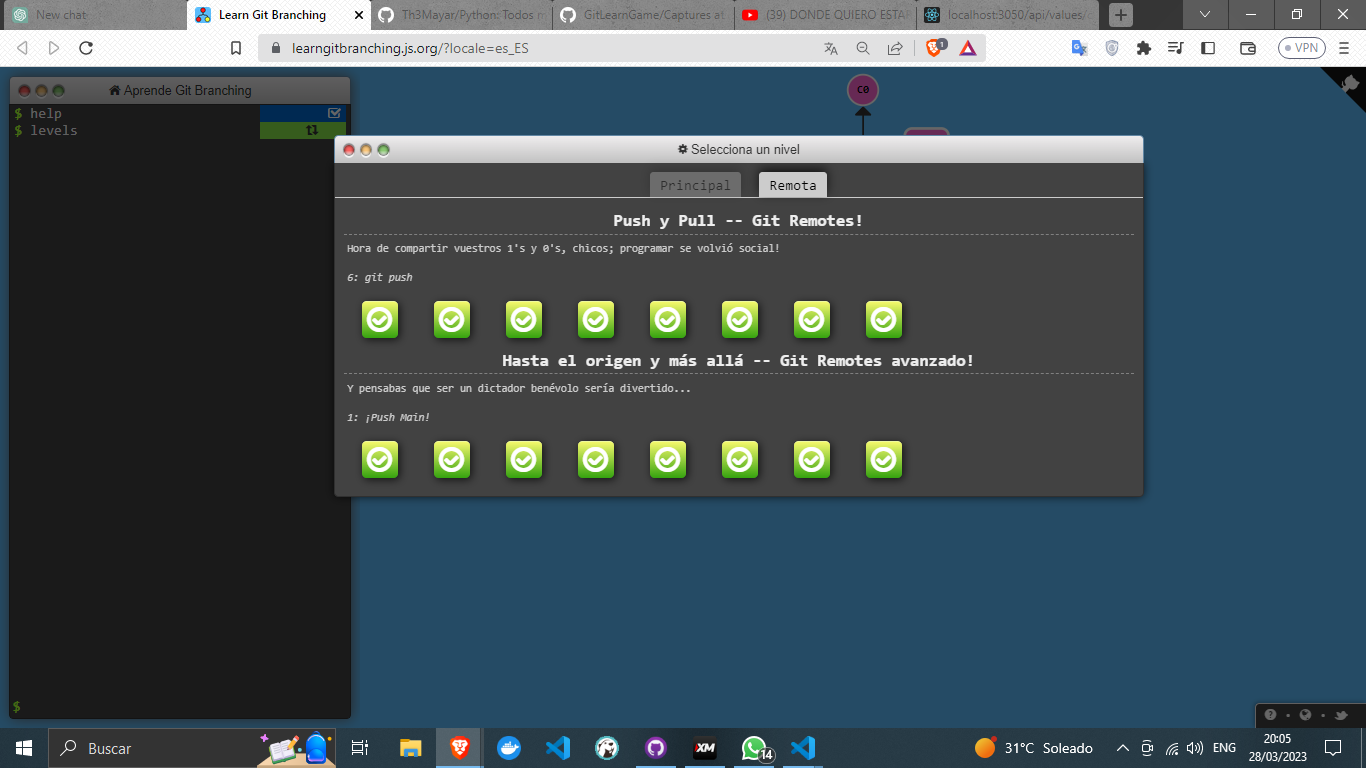 New chat
Learn Git Branching
Th3Mayar/Python: Todos m
GitLearnGame/Captures at
(39) DONDE QUIERO ESTAR
localhost:3050/api/values/
learngitbranching.js.org/?locale=es_ES
1
VPN
Aprende Git Branching
$ help
$ levels
C0
Selecciona un nivel
Principal
Remota
Push y Pull -- Git Remotes!
Hora de compartir vuestros 1's y 0's, chicos; programar se volvió social!
6: git push
Hasta el origen y más allá -- Git Remotes avanzado!
Y pensabas que ser un dictador benévolo sería divertido...
1: ¡Push Main!
$
Buscar
XM
14
31°C Soleado
ENG
20:05
28/03/2023